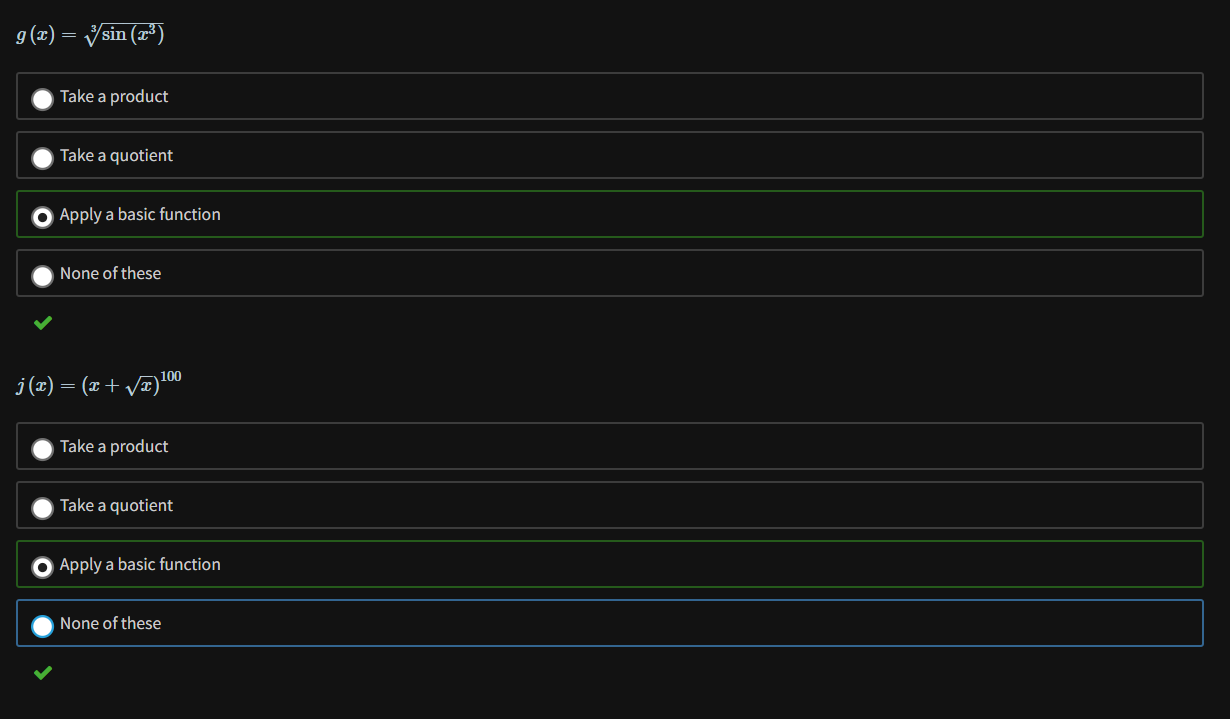 g(x) = ∛sin(x³)
Take a product
Take a quotient
Apply a basic function
None of these
j(x) = (x + √x)¹⁰⁰
Take a product
Take a quotient
Apply a basic function
None of these